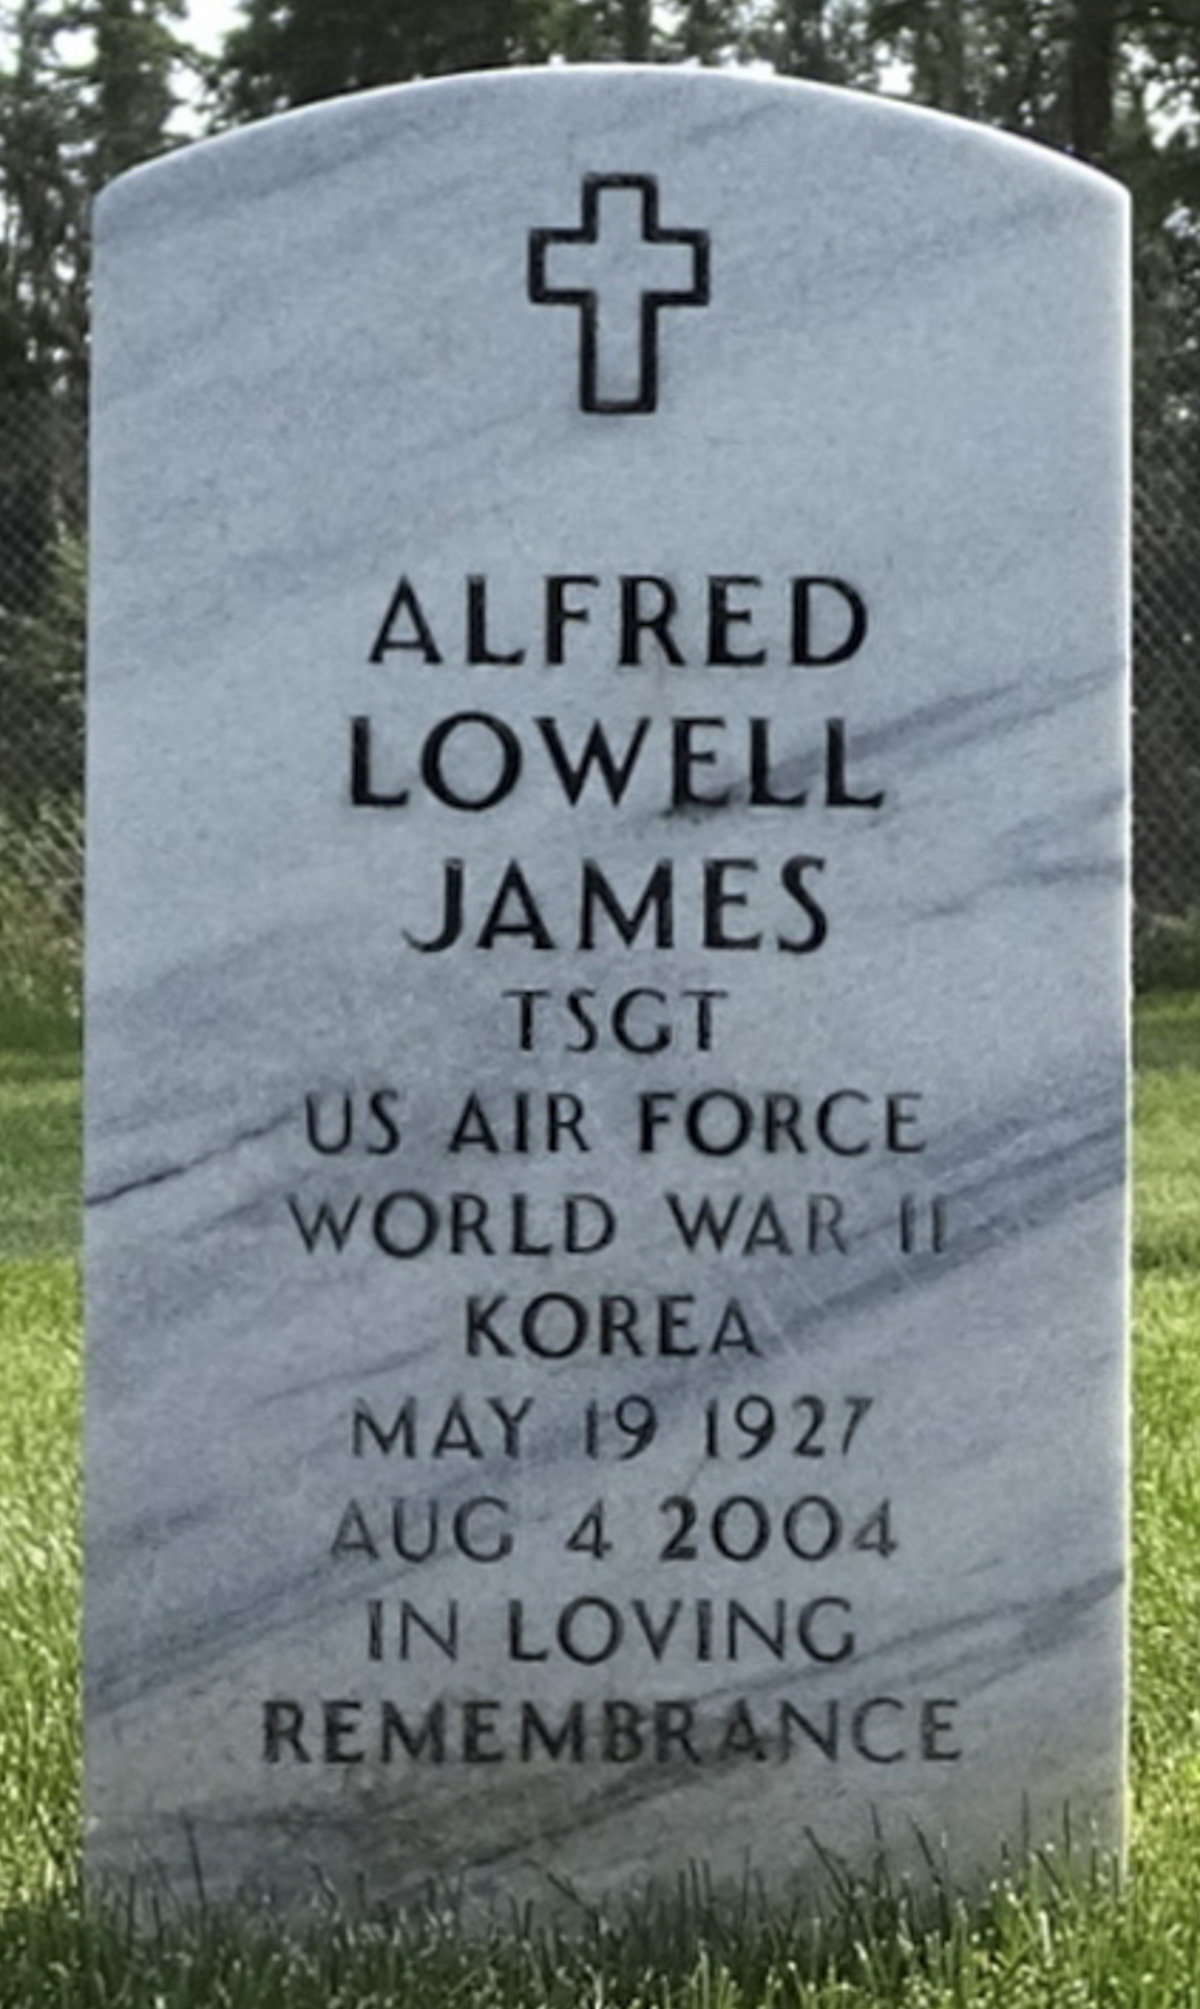 ALFRED
LOWELL
JAMES
TSGT
US AIR FORCE
WORLD WAR II
KOREA
MAY 19 1927
AUG 4 2004
IN LOVING
REMEMBRANCE